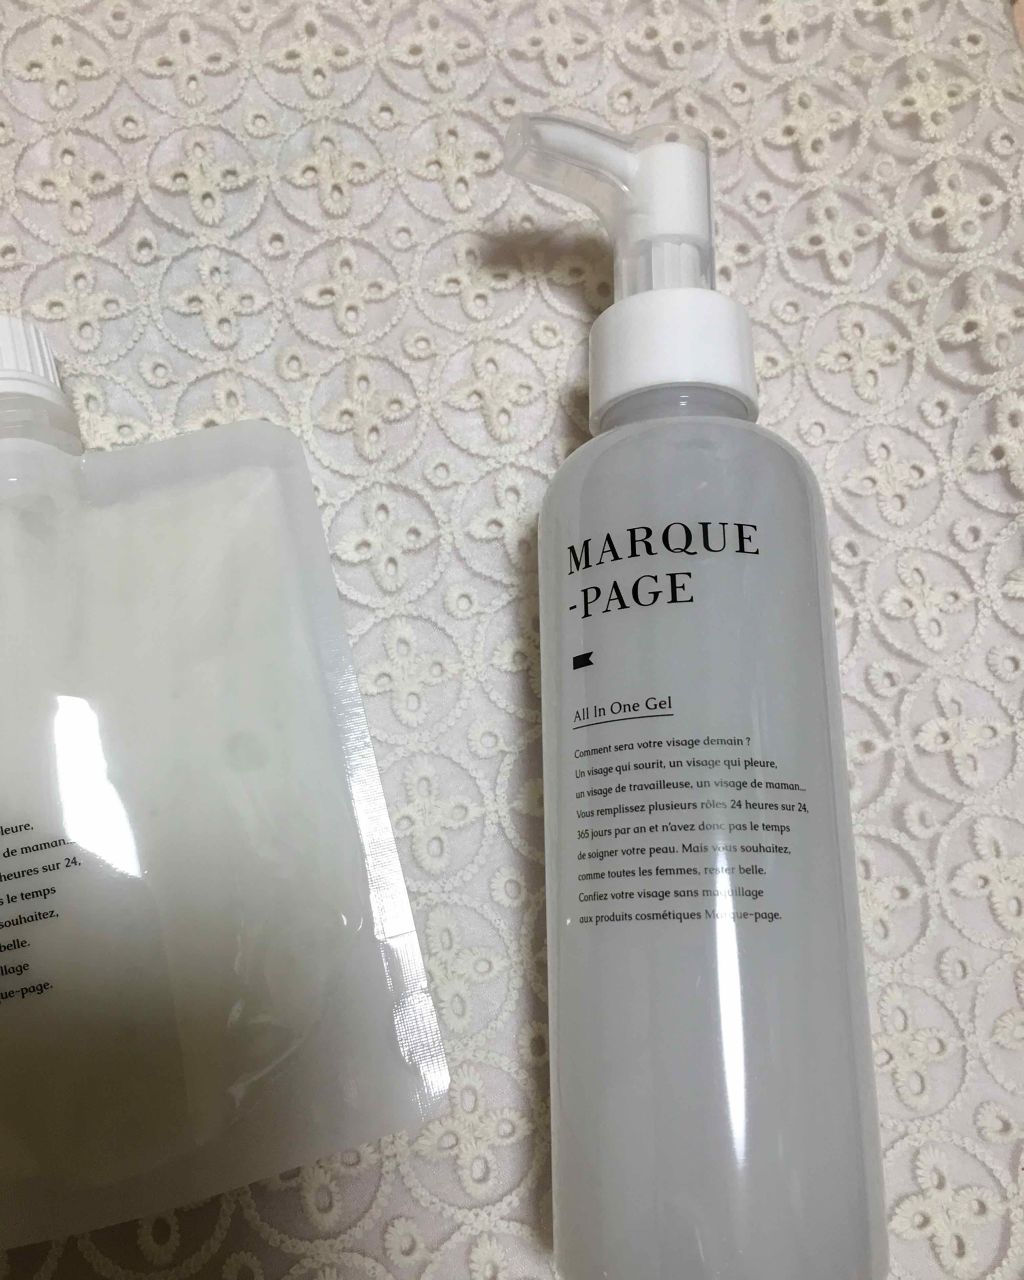 MARQUE
-PAGE
All In One Gel
Comment sera votre visage demain ?
Un visage qui sourit, un visage qui pleure,
un visage de travailleuse, un visage de maman...
Vous remplissez plusieurs rôles 24 heures sur 24,
365 jours par an et n'avez donc pas le temps
de soigner votre peau. Mais vous souhaitez,
comme toutes les femmes, rester belle.
Confiez votre visage sans maquillage
aux produits cosmétiques Marque-page.
leure,
de maman...
heures sur 24,
s le temps
souhaitez,
belle.
llage
ue-page.